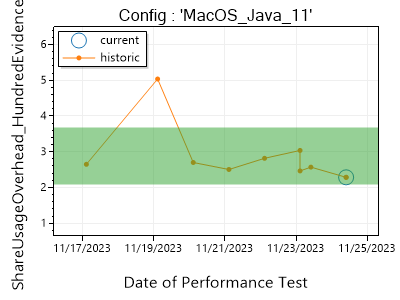 Config : 'MacOS_Java_11'
ShareUsageOverhead_HundredEvidence
current
historic
6
5
4
3
2
1
11/17/2023 11/19/2023 11/21/2023 11/23/2023 11/25/2023
Date of Performance Test